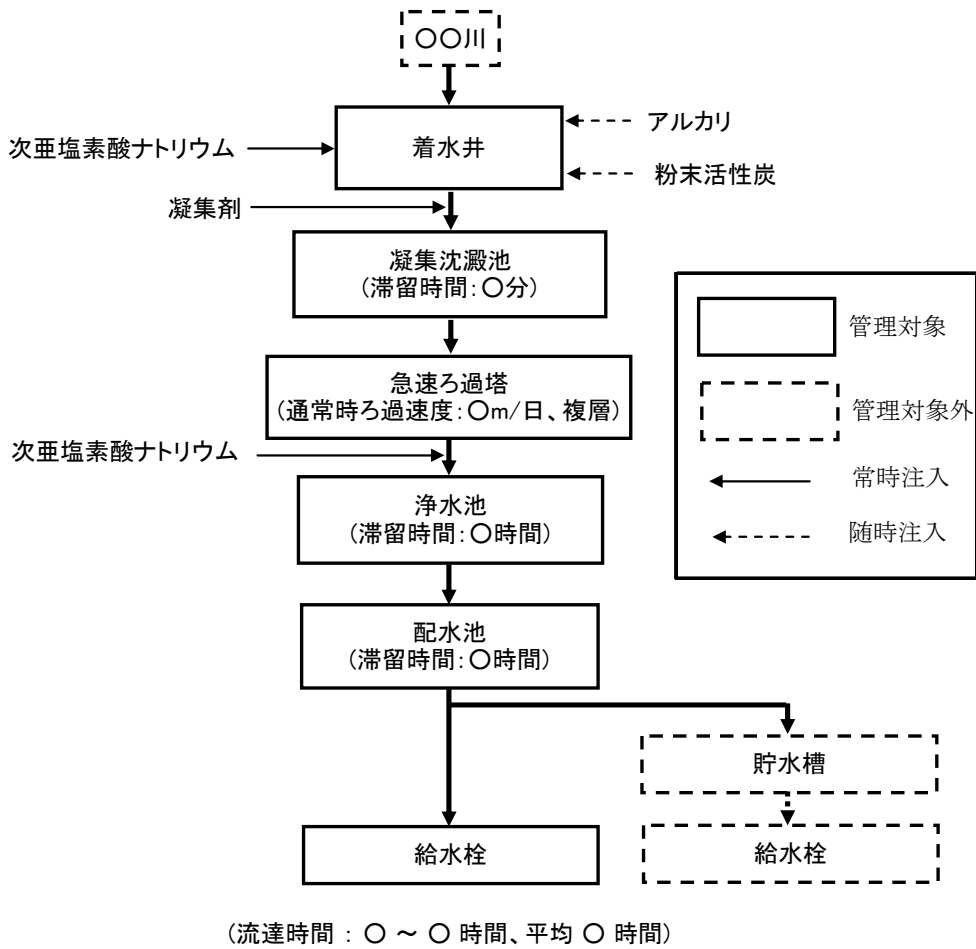 〇〇川
アルカリ
次亜塩素酸ナトリウム
着水井
粉末活性炭
凝集剤
凝集沈澱池
(滞留時間:〇分)
急速ろ過塔
(通常時ろ過速度:〇m/日、複層)
次亜塩素酸ナトリウム
浄水池
(滞留時間:〇時間)
配水池
(滞留時間:〇時間)
貯水槽
給水栓
給水栓
(流達時間 : 〇 ~ 〇 時間、平均 〇 時間)
管理対象
管理対象外
常時注入
随時注入